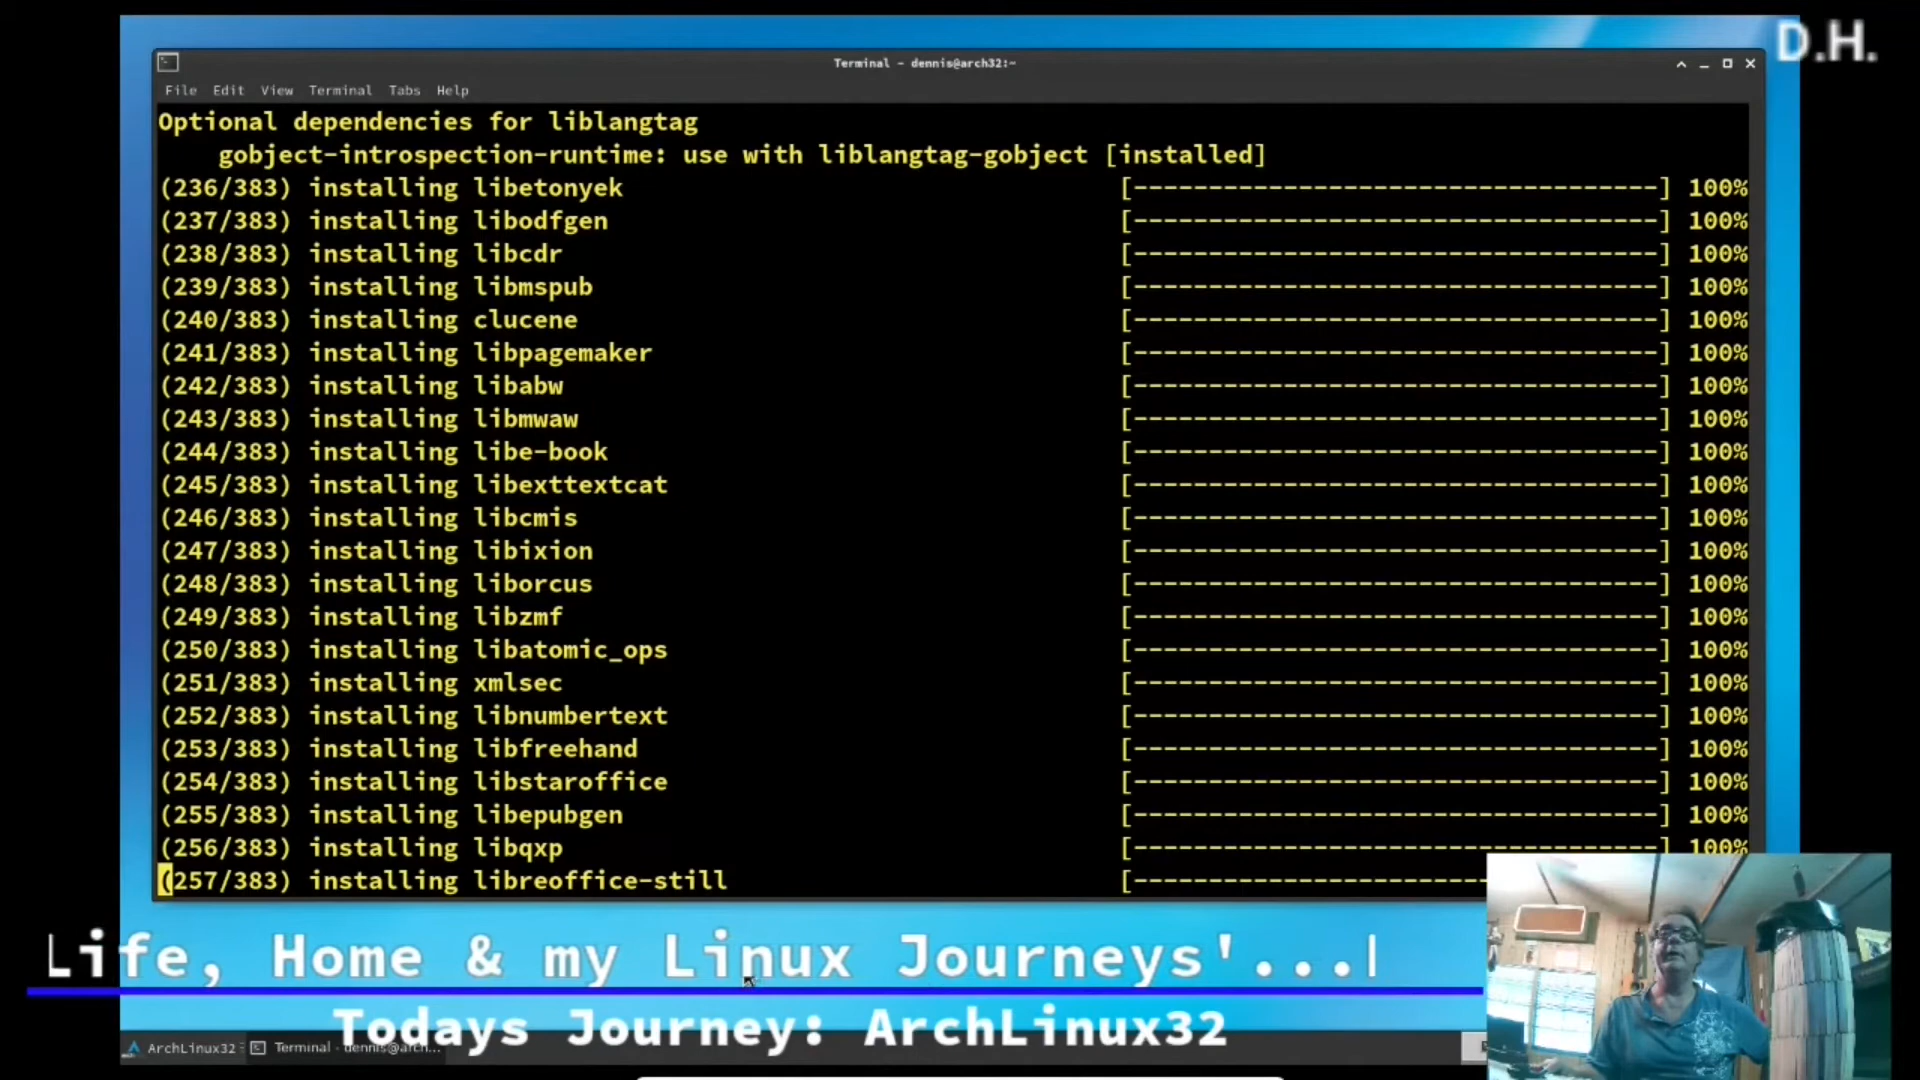 D.H.
Terminal - dennis@arch32:~
File Edit View Terminal Tabs Help
Optional dependencies for liblangtag
gobject-introspection-runtime: use with liblangtag-gobject [installed]
(236/383) installing libetonyek [-----------------------------------] 100%
(237/383) installing libodfgen [-----------------------------------] 100%
(238/383) installing libcdr [-----------------------------------] 100%
(239/383) installing libmspub [-----------------------------------] 100%
(240/383) installing clucene [-----------------------------------] 100%
(241/383) installing libpagemaker [-----------------------------------] 100%
(242/383) installing libabw [-----------------------------------] 100%
(243/383) installing libmwaw [-----------------------------------] 100%
(244/383) installing libe-book [-----------------------------------] 100%
(245/383) installing libexttextcat [-----------------------------------] 100%
(246/383) installing libcmis [-----------------------------------] 100%
(247/383) installing libixion [-----------------------------------] 100%
(248/383) installing liborcus [-----------------------------------] 100%
(249/383) installing libzmf [-----------------------------------] 100%
(250/383) installing libatomic_ops [-----------------------------------] 100%
(251/383) installing xmlsec [-----------------------------------] 100%
(252/383) installing libnumbertext [-----------------------------------] 100%
(253/383) installing libfreehand [-----------------------------------] 100%
(254/383) installing libstaroffice [-----------------------------------] 100%
(255/383) installing libepubgen [-----------------------------------] 100%
(256/383) installing libqxp [-----------------------------------] 100%
(257/383) installing libreoffice-still [------------------------
Life, Home & my Linux Journeys'...
Todays Journey: ArchLinux32
ArchLinux32 Terminal - dennis@arch...